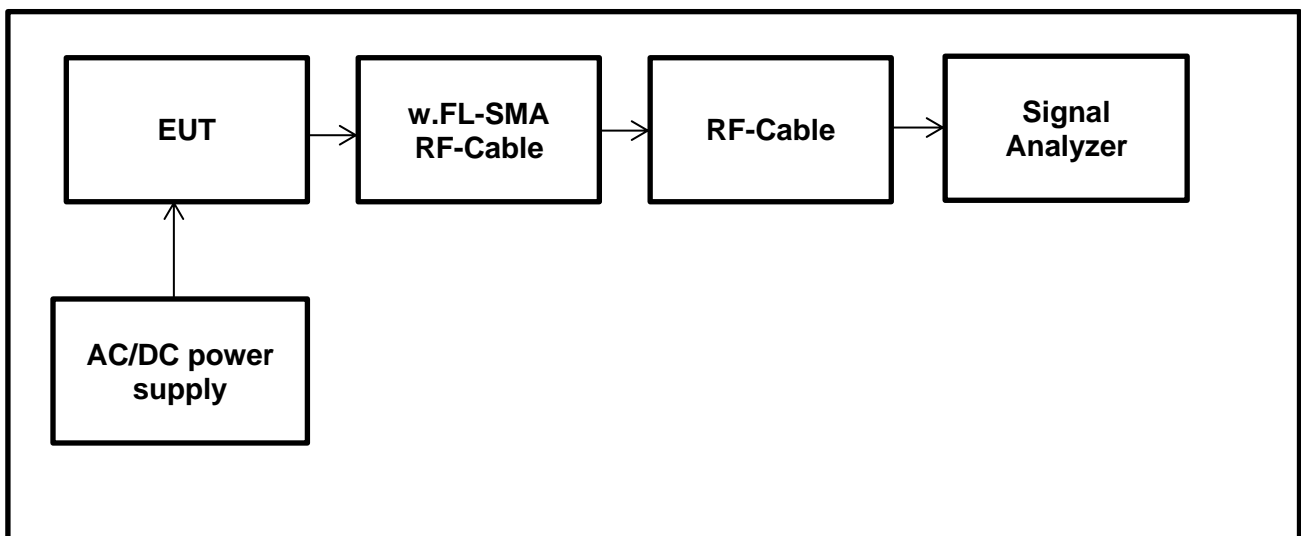 EUT
w.FL-SMA
RF-Cable
RF-Cable
Signal
Analyzer
AC/DC power
supply